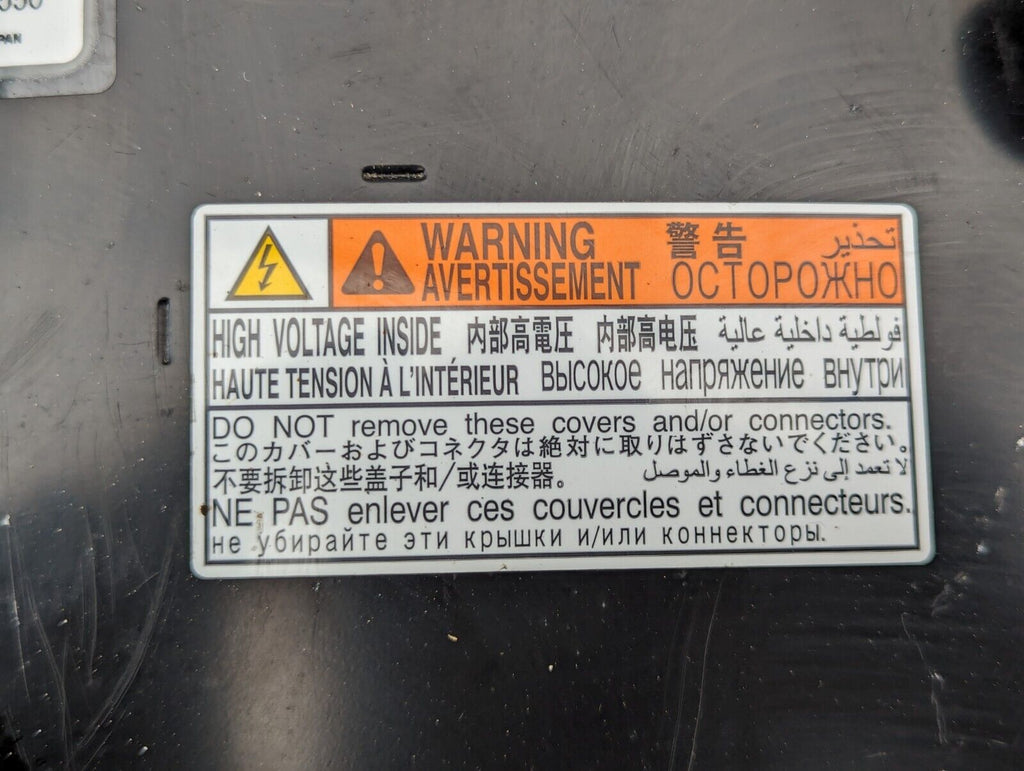 PAN
WARNING 警告 تحذير
AVERTISSEMENT ОСТОРОЖНО
HIGH VOLTAGE INSIDE 内部高電圧 内部高电压 فولطية داخلية عالية
HAUTE TENSION À L'INTÉRIEUR высокое напряжение внутри
DO NOT remove these covers and/or connectors.
このカバーおよびコネクタは絶対に取りはずさないでください。
不要拆卸这些盖子和/或连接器。 لا تعمد إلى نزع الغطاء والموصل
NE PAS enlever ces couvercles et connecteurs.
не убирайте эти крышки и/или коннекторы.